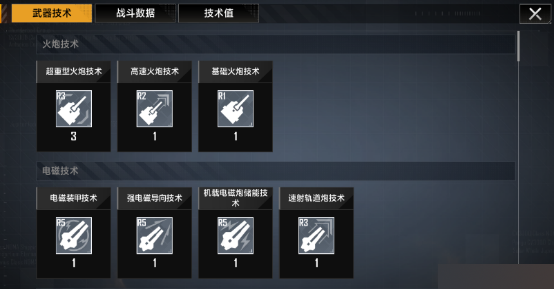 武器技术 战斗数据 技术值
火炮技术
超重型火炮技术 高速火炮技术 基础火炮技术
R3 R2 R1
3 1 1
电磁技术
电磁装甲技术 强电磁导向技术 机载电磁炮储能技术 速射轨道炮技术
R5 R5 R5 R3
1 1 1 1